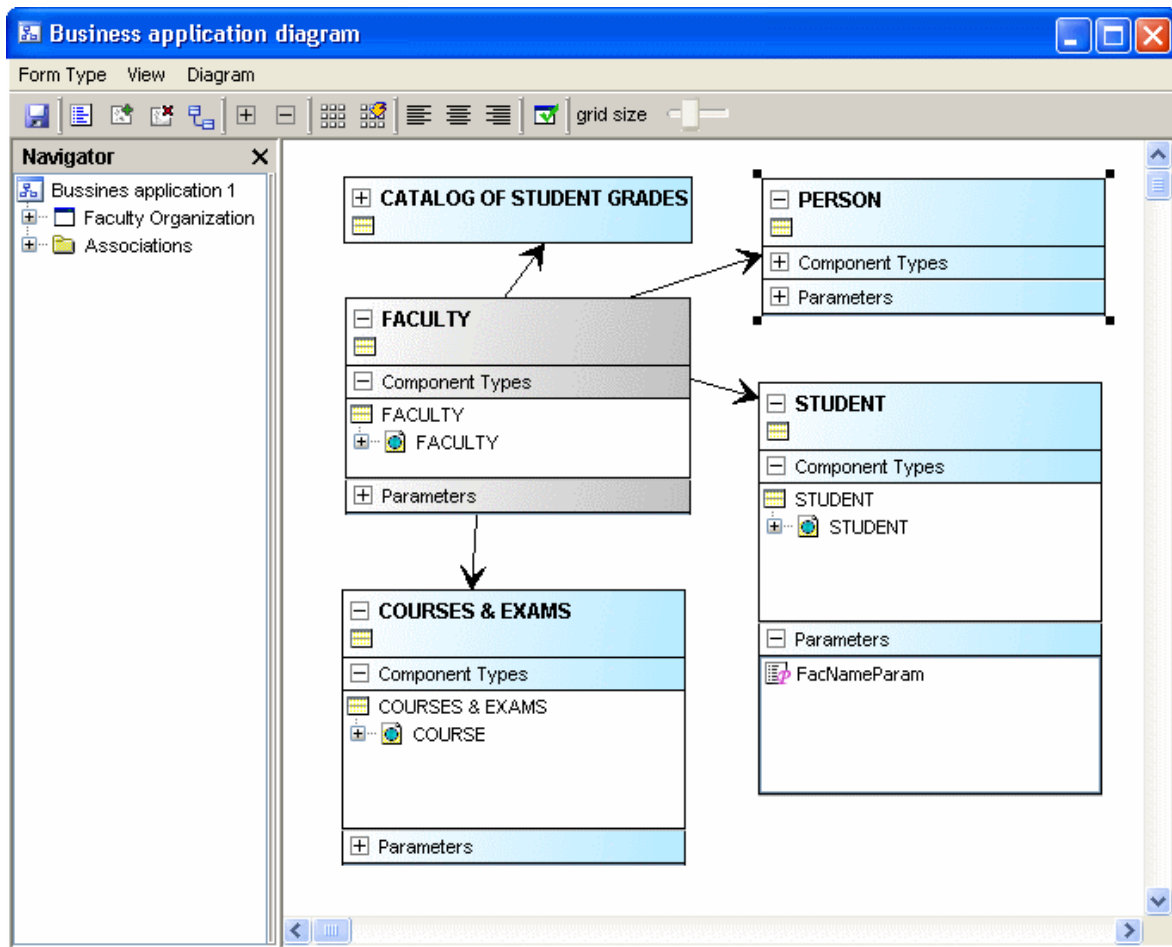 Business application diagram
Form Type View Diagram
grid size
Navigator
Bussines application 1
Faculty Organization
Associations
CATALOG OF STUDENT GRADES
PERSON
Component Types
Parameters
FACULTY
Component Types
FACULTY
FACULTY
Parameters
STUDENT
Component Types
STUDENT
STUDENT
Parameters
FacNameParam
COURSES & EXAMS
Component Types
COURSES & EXAMS
COURSE
Parameters